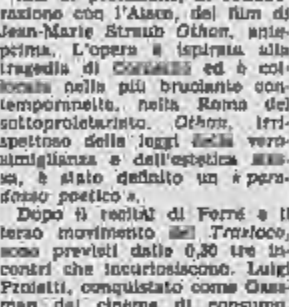 razione con l'Aiace, del film di
Jean-Marie Straub Othon, ante-
prima. L'opera è ispirata alla
tragedia di Corneille ed è col-
locata nella più bruciante con-
temporaneità, nella Roma del
sottoproletariato. Othon, irri-
spettoso delle leggi della vero-
simiglianza e dell'estetica
sa, è stato definito un « para-
dosso poetico ».
Dopo il recital di Ferré e il
terzo movimento del Trasloco,
sono previsti dalle 0,30 tre in-
contri che incuriosiscono. Luigi
Proietti, conquistato come Gass-
man dal cinema di consumo,